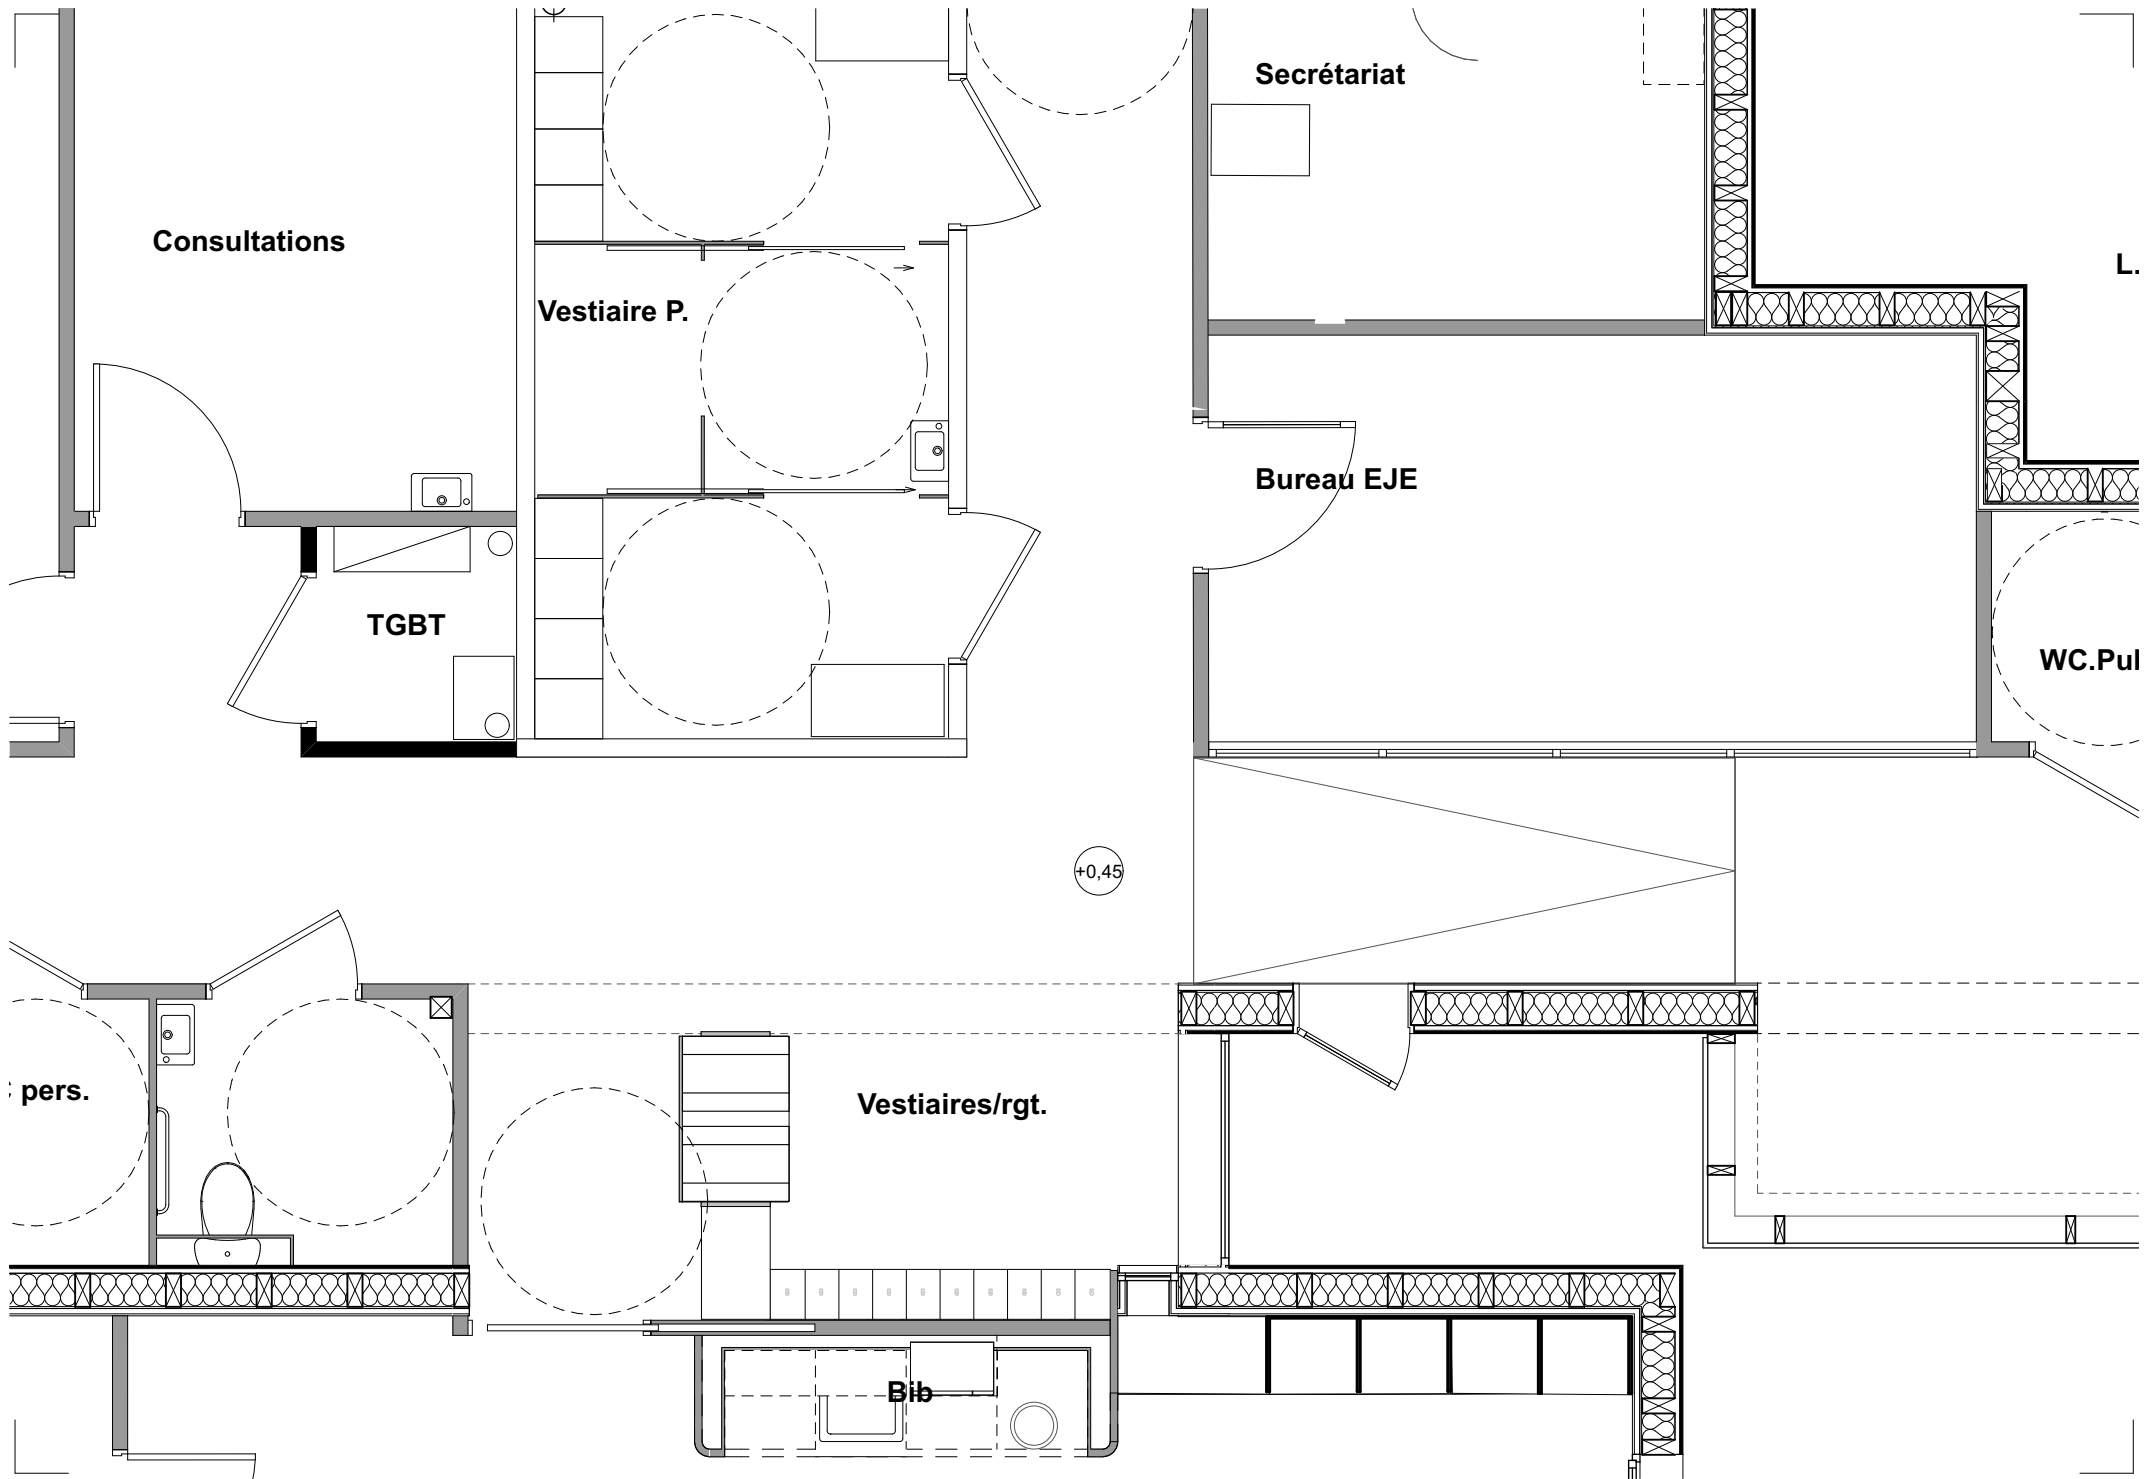 Secrétariat
Consultations
L.
Vestiaire P.
Bureau EJE
TGBT
WC.Pul
+0,45
pers.
Vestiaires/rgt.
Bib